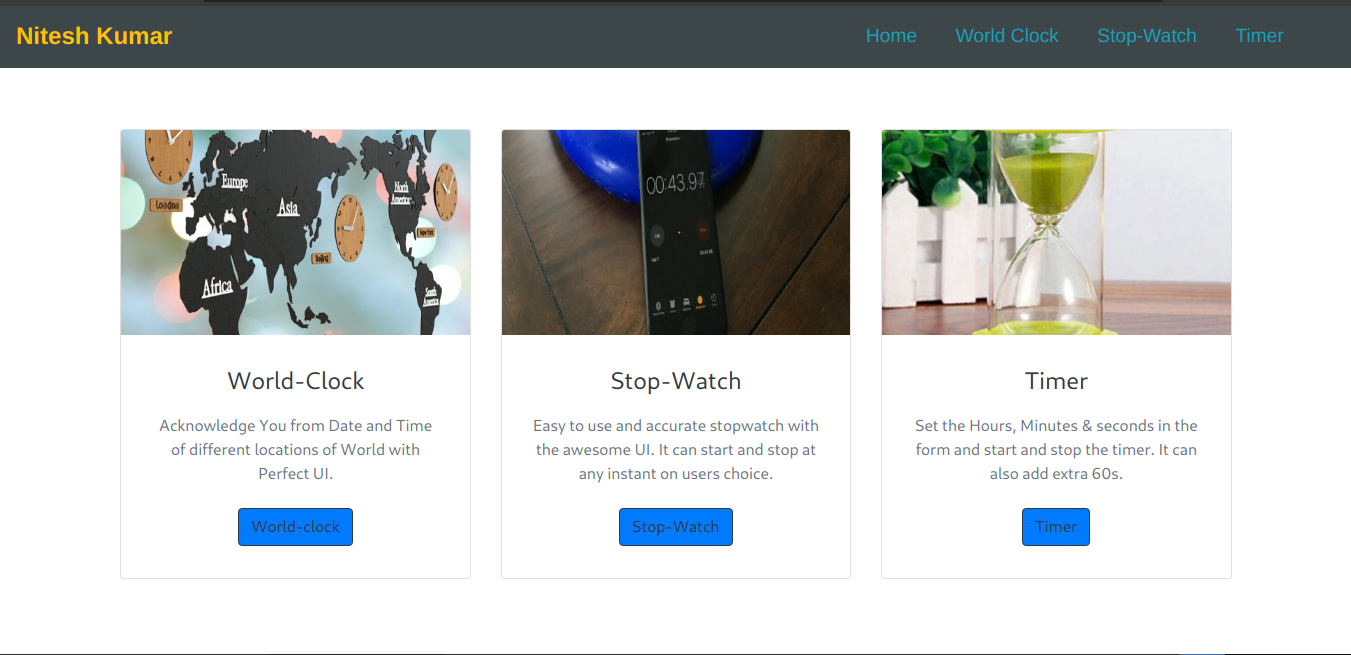 Nitesh Kumar
Home World Clock Stop-Watch Timer
Europe
Asia
North America
London
New York
Beijing
Africa
South America
00:43.97
World-Clock
Acknowledge You from Date and Time
of different locations of World with
Perfect UI.
World-clock
Stop-Watch
Easy to use and accurate stopwatch with
the awesome UI. It can start and stop at
any instant on users choice.
Stop-Watch
Timer
Set the Hours, Minutes & seconds in the
form and start and stop the timer. It can
also add extra 60s.
Timer